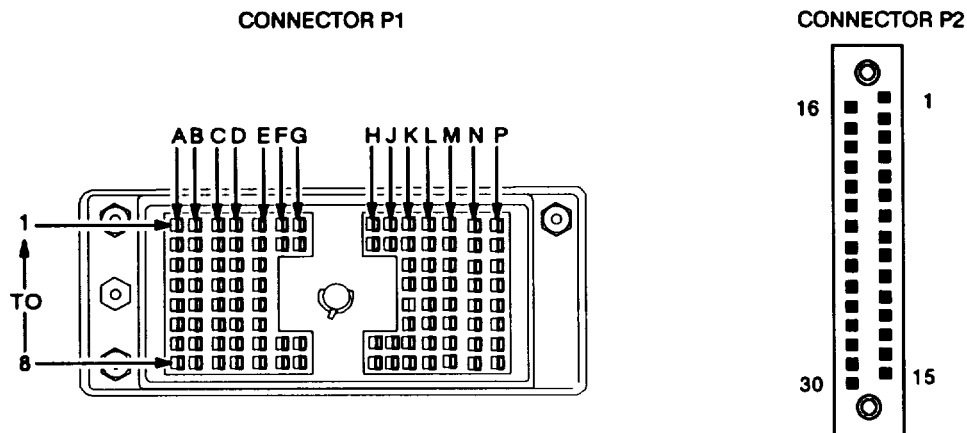 CONNECTOR P1
CONNECTOR P2
16
1
A B C D E F G H J K L M N P
1
TO
8
30
15